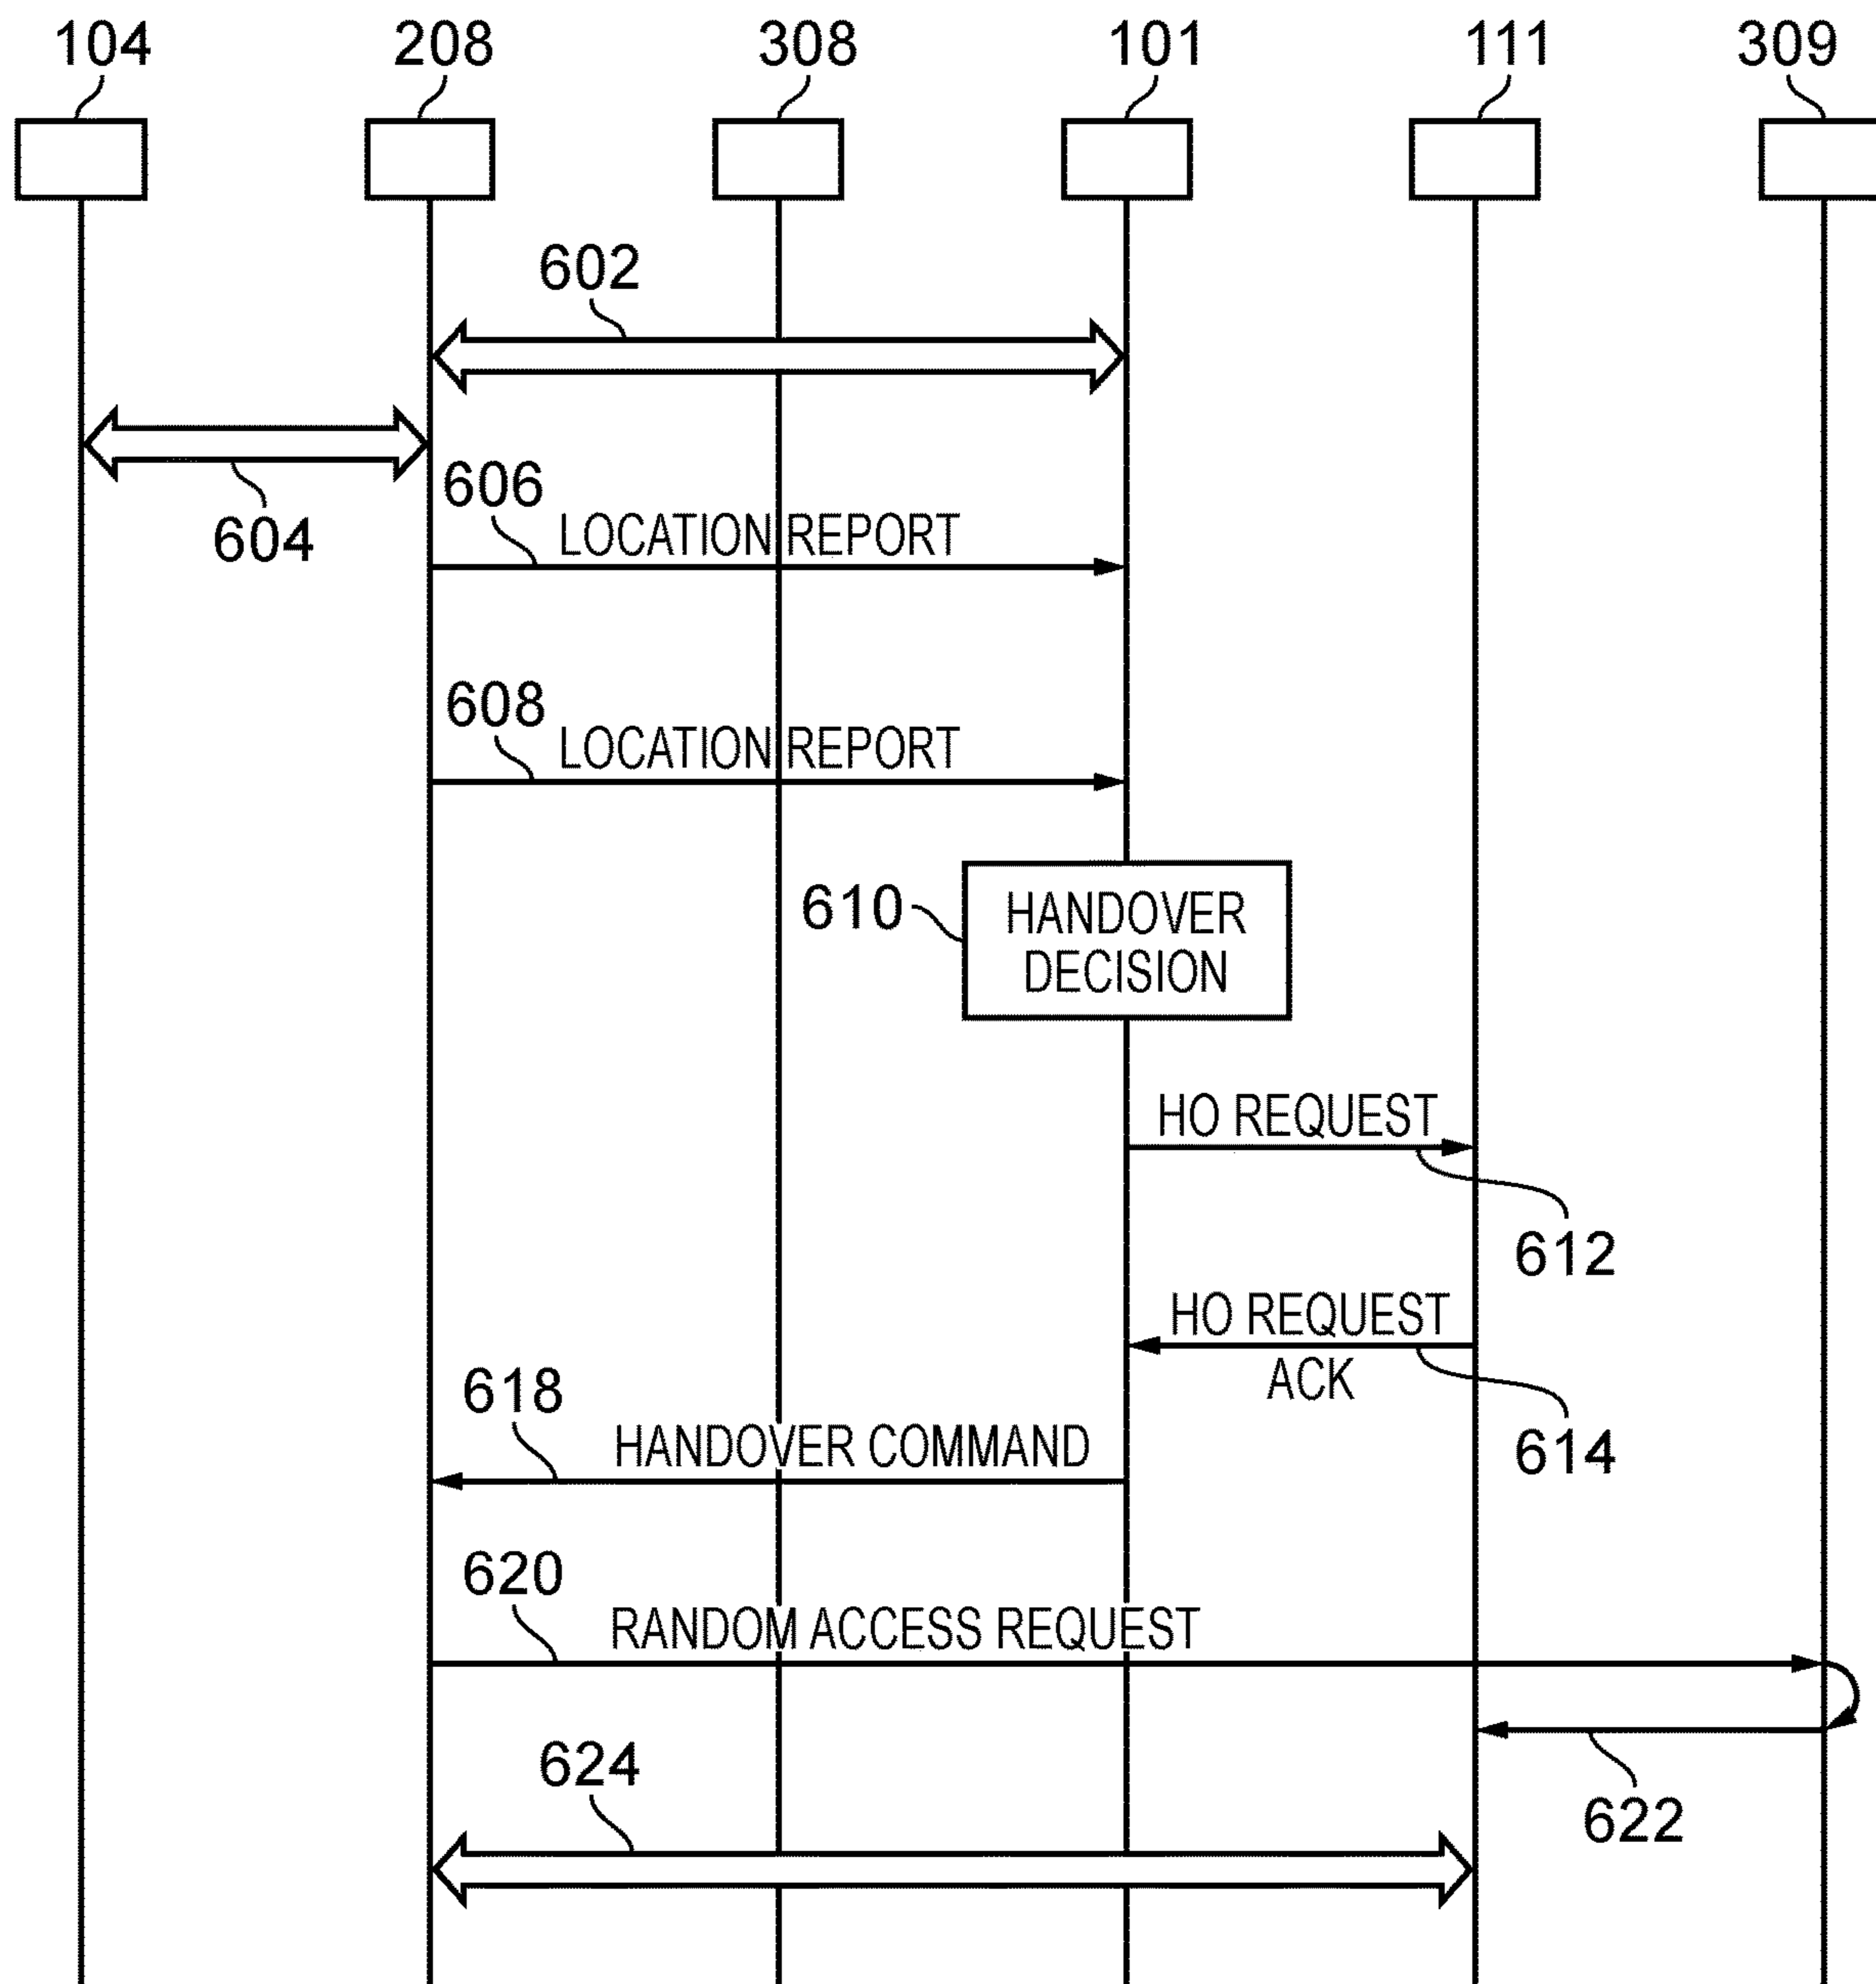 104 208 308 101 111 309
602
604
606
LOCATION REPORT
608
LOCATION REPORT
610
HANDOVER
DECISION
HO REQUEST
612
HO REQUEST
ACK
614
618
HANDOVER COMMAND
620
RANDOM ACCESS REQUEST
622
624